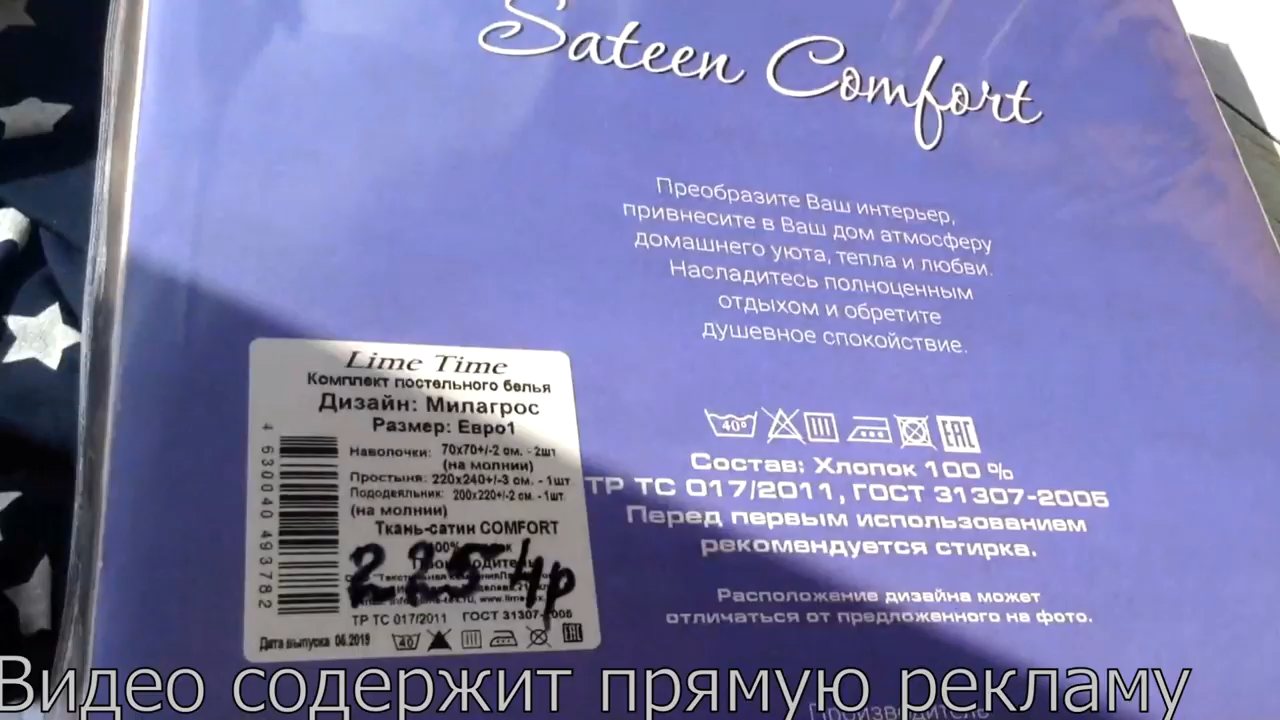 Sateen Comfort
Преобразите Ваш интерьер,
привнесите в Ваш дом атмосферу
домашнего уюта, тепла и любви.
Насладитесь полноценным
отдыхом и обретите
душевное спокойствие.
40°
EAC
Состав: Хлопок 100 %
ТР ТС 017/2011, ГОСТ 31307-2005
Перед первым использованием
рекомендуется стирка.
Расположение дизайна может
отличаться от предложенного на фото.
Производитель
Lime Time
Комплект постельного белья
Дизайн: Милагрос
Размер: Евро1
Наволочки: 70х70+/-2 см. - 2шт
(на молнии)
Простыня: 220х240+/-3 см. - 1шт
Пододеяльник: 200х220+/-2 см. - 1шт
(на молнии)
Ткань-сатин COMFORT
2254р
ТР ТС 017/2011 ГОСТ 31307-2005
Дата выпуска 06.2019
40
EAC
4 630040 493782
Видео содержит прямую рекламу